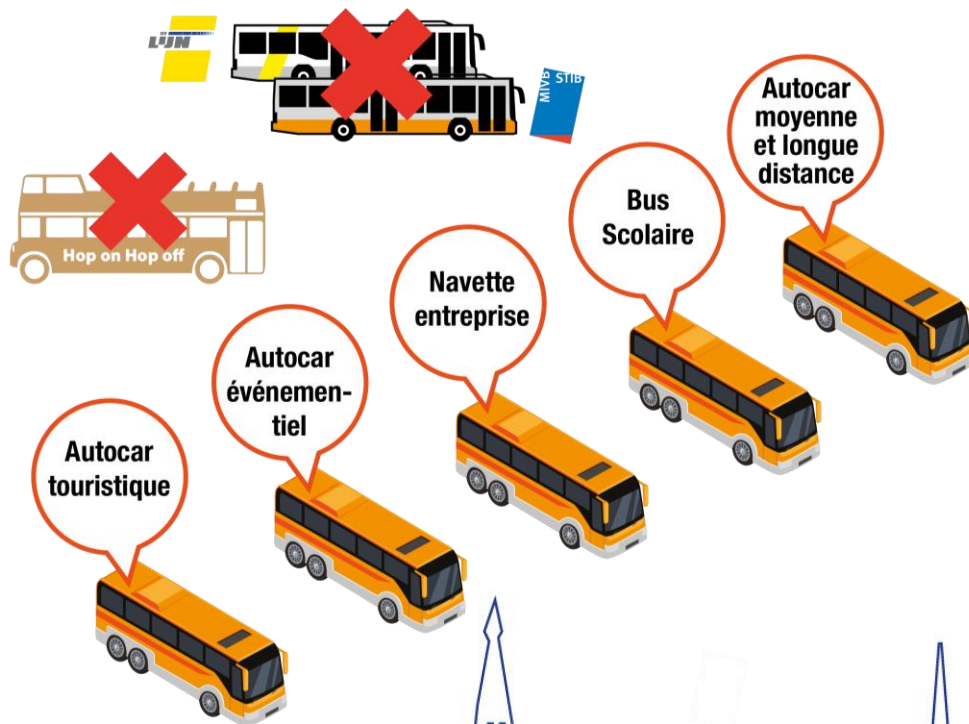 LIJN
MIVB
STIB
Hop on Hop off
Autocar
moyenne
et longue
distance
Bus
Scolaire
Navette
entreprise
Autocar
événemen-
tiel
Autocar
touristique